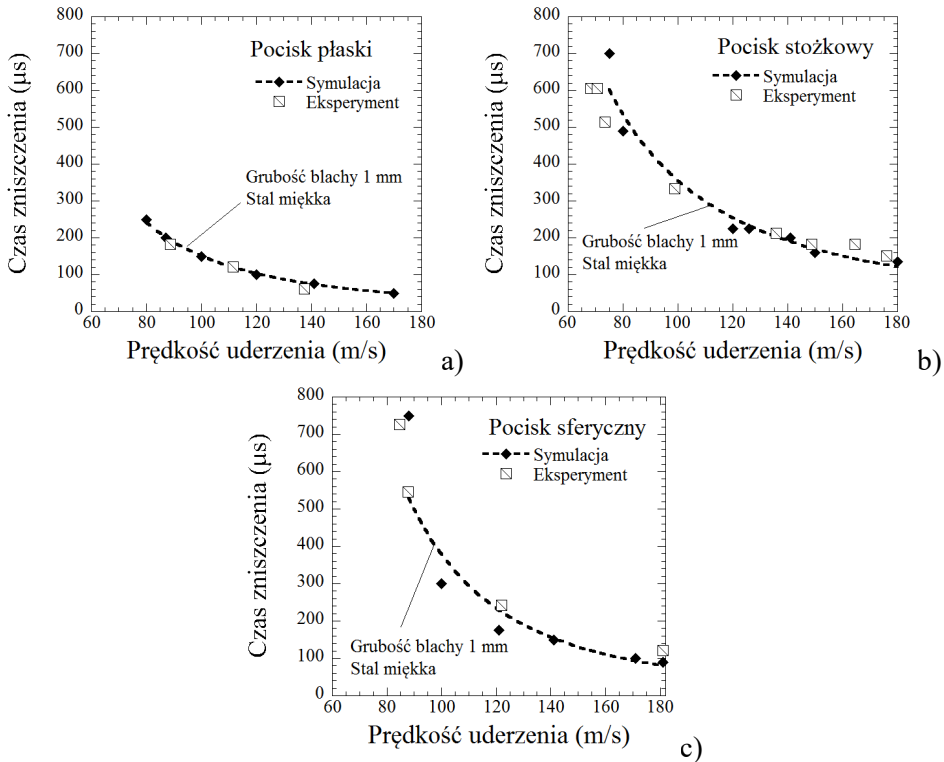 800
700
600
500
400
300
200
100
0
Czas zniszczenia (µs)
Pocisk płaski
Symulacja
Eksperyment
Grubość blachy 1 mm
Stal miękka
60 80 100 120 140 160 180
Prędkość uderzenia (m/s)
a)
800
700
600
500
400
300
200
100
0
Czas zniszczenia (µs)
Pocisk stożkowy
Symulacja
Eksperyment
Grubość blachy 1 mm
Stal miękka
60 80 100 120 140 160 180
Prędkość uderzenia (m/s)
b)
800
700
600
500
400
300
200
100
0
Czas zniszczenia (µs)
Pocisk sferyczny
Symulacja
Eksperyment
Grubość blachy 1 mm
Stal miękka
60 80 100 120 140 160 180
Prędkość uderzenia (m/s)
c)